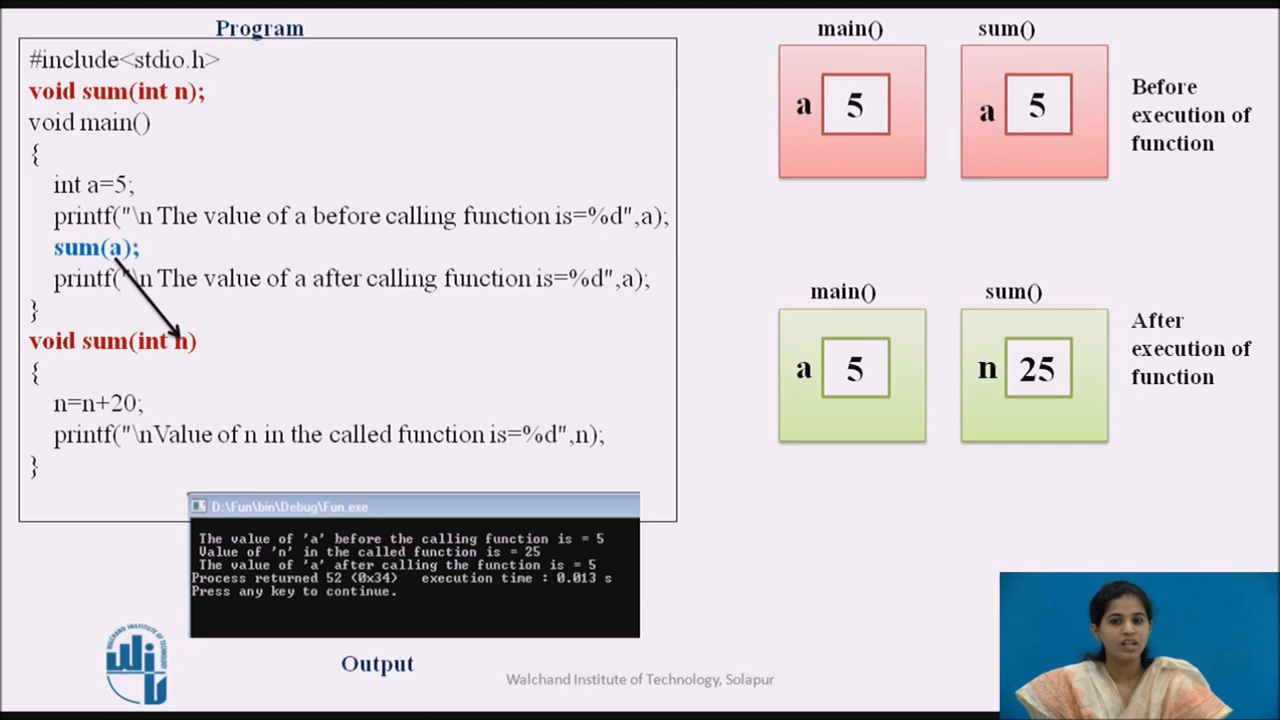 Program
#include<stdio.h>
void sum(int n);
void main()
{
int a=5;
printf("\n The value of a before calling function is=%d",a);
sum(a);
printf("\n The value of a after calling function is=%d",a);
}
void sum(int n)
{
n=n+20;
printf("\nValue of n in the called function is=%d",n);
}
D:\Fun\bin\Debug\Fun.exe
The value of 'a' before the calling function is = 5
Value of 'n' in the called function is = 25
The value of 'a' after calling the function is = 5
Process returned 52 (0x34) execution time : 0.013 s
Press any key to continue.
Output
main()
sum()
a 5
a 5
Before
execution of
function
main()
sum()
a 5
n 25
After
execution of
function
WALCHAND INSTITUTE OF TECHNOLOGY
WIT
Walchand Institute of Technology, Solapur